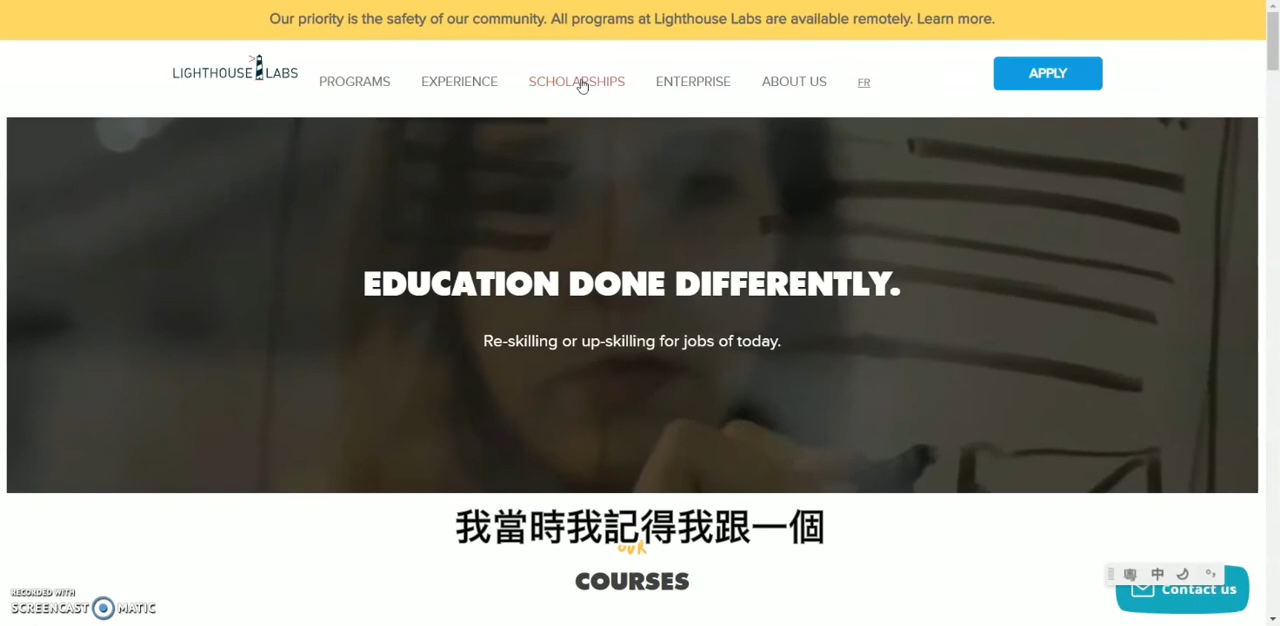 Our priority is the safety of our community. All programs at Lighthouse Labs are available remotely. Learn more.
LIGHTHOUSE LABS
PROGRAMS EXPERIENCE SCHOLARSHIPS ENTERPRISE ABOUT US FR
APPLY
EDUCATION DONE DIFFERENTLY.
Re-skilling or up-skilling for jobs of today.
我當時我記得我跟一個
our
COURSES
中
Contact us
RECORDED WITH
SCREENCAST MATIC